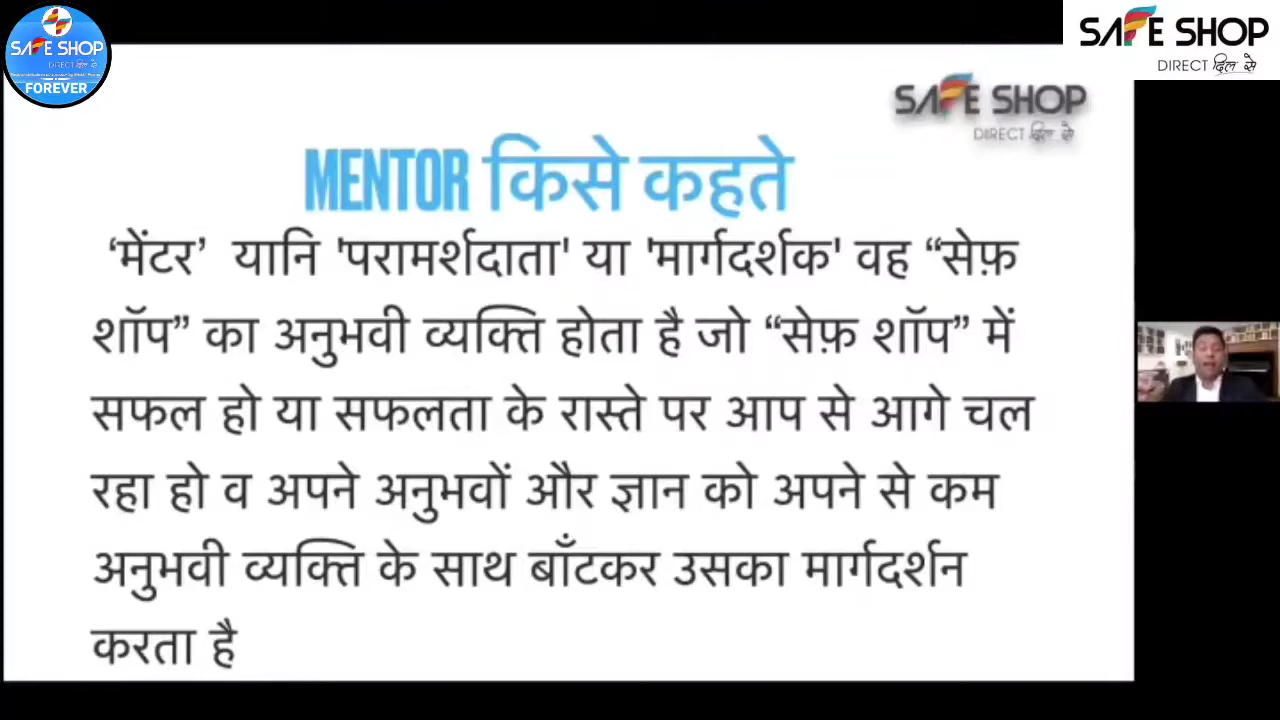 SAFE SHOP
DIRECT दिल से
FOREVER
SAFE SHOP
DIRECT दिल से
SAFE SHOP
DIRECT दिल से
MENTOR किसे कहते
‘मेंटर’ यानि 'परामर्शदाता' या 'मार्गदर्शक' वह “सेफ़
शॉप” का अनुभवी व्यक्ति होता है जो “सेफ़ शॉप” में
सफल हो या सफलता के रास्ते पर आप से आगे चल
रहा हो व अपने अनुभवों और ज्ञान को अपने से कम
अनुभवी व्यक्ति के साथ बाँटकर उसका मार्गदर्शन
करता है